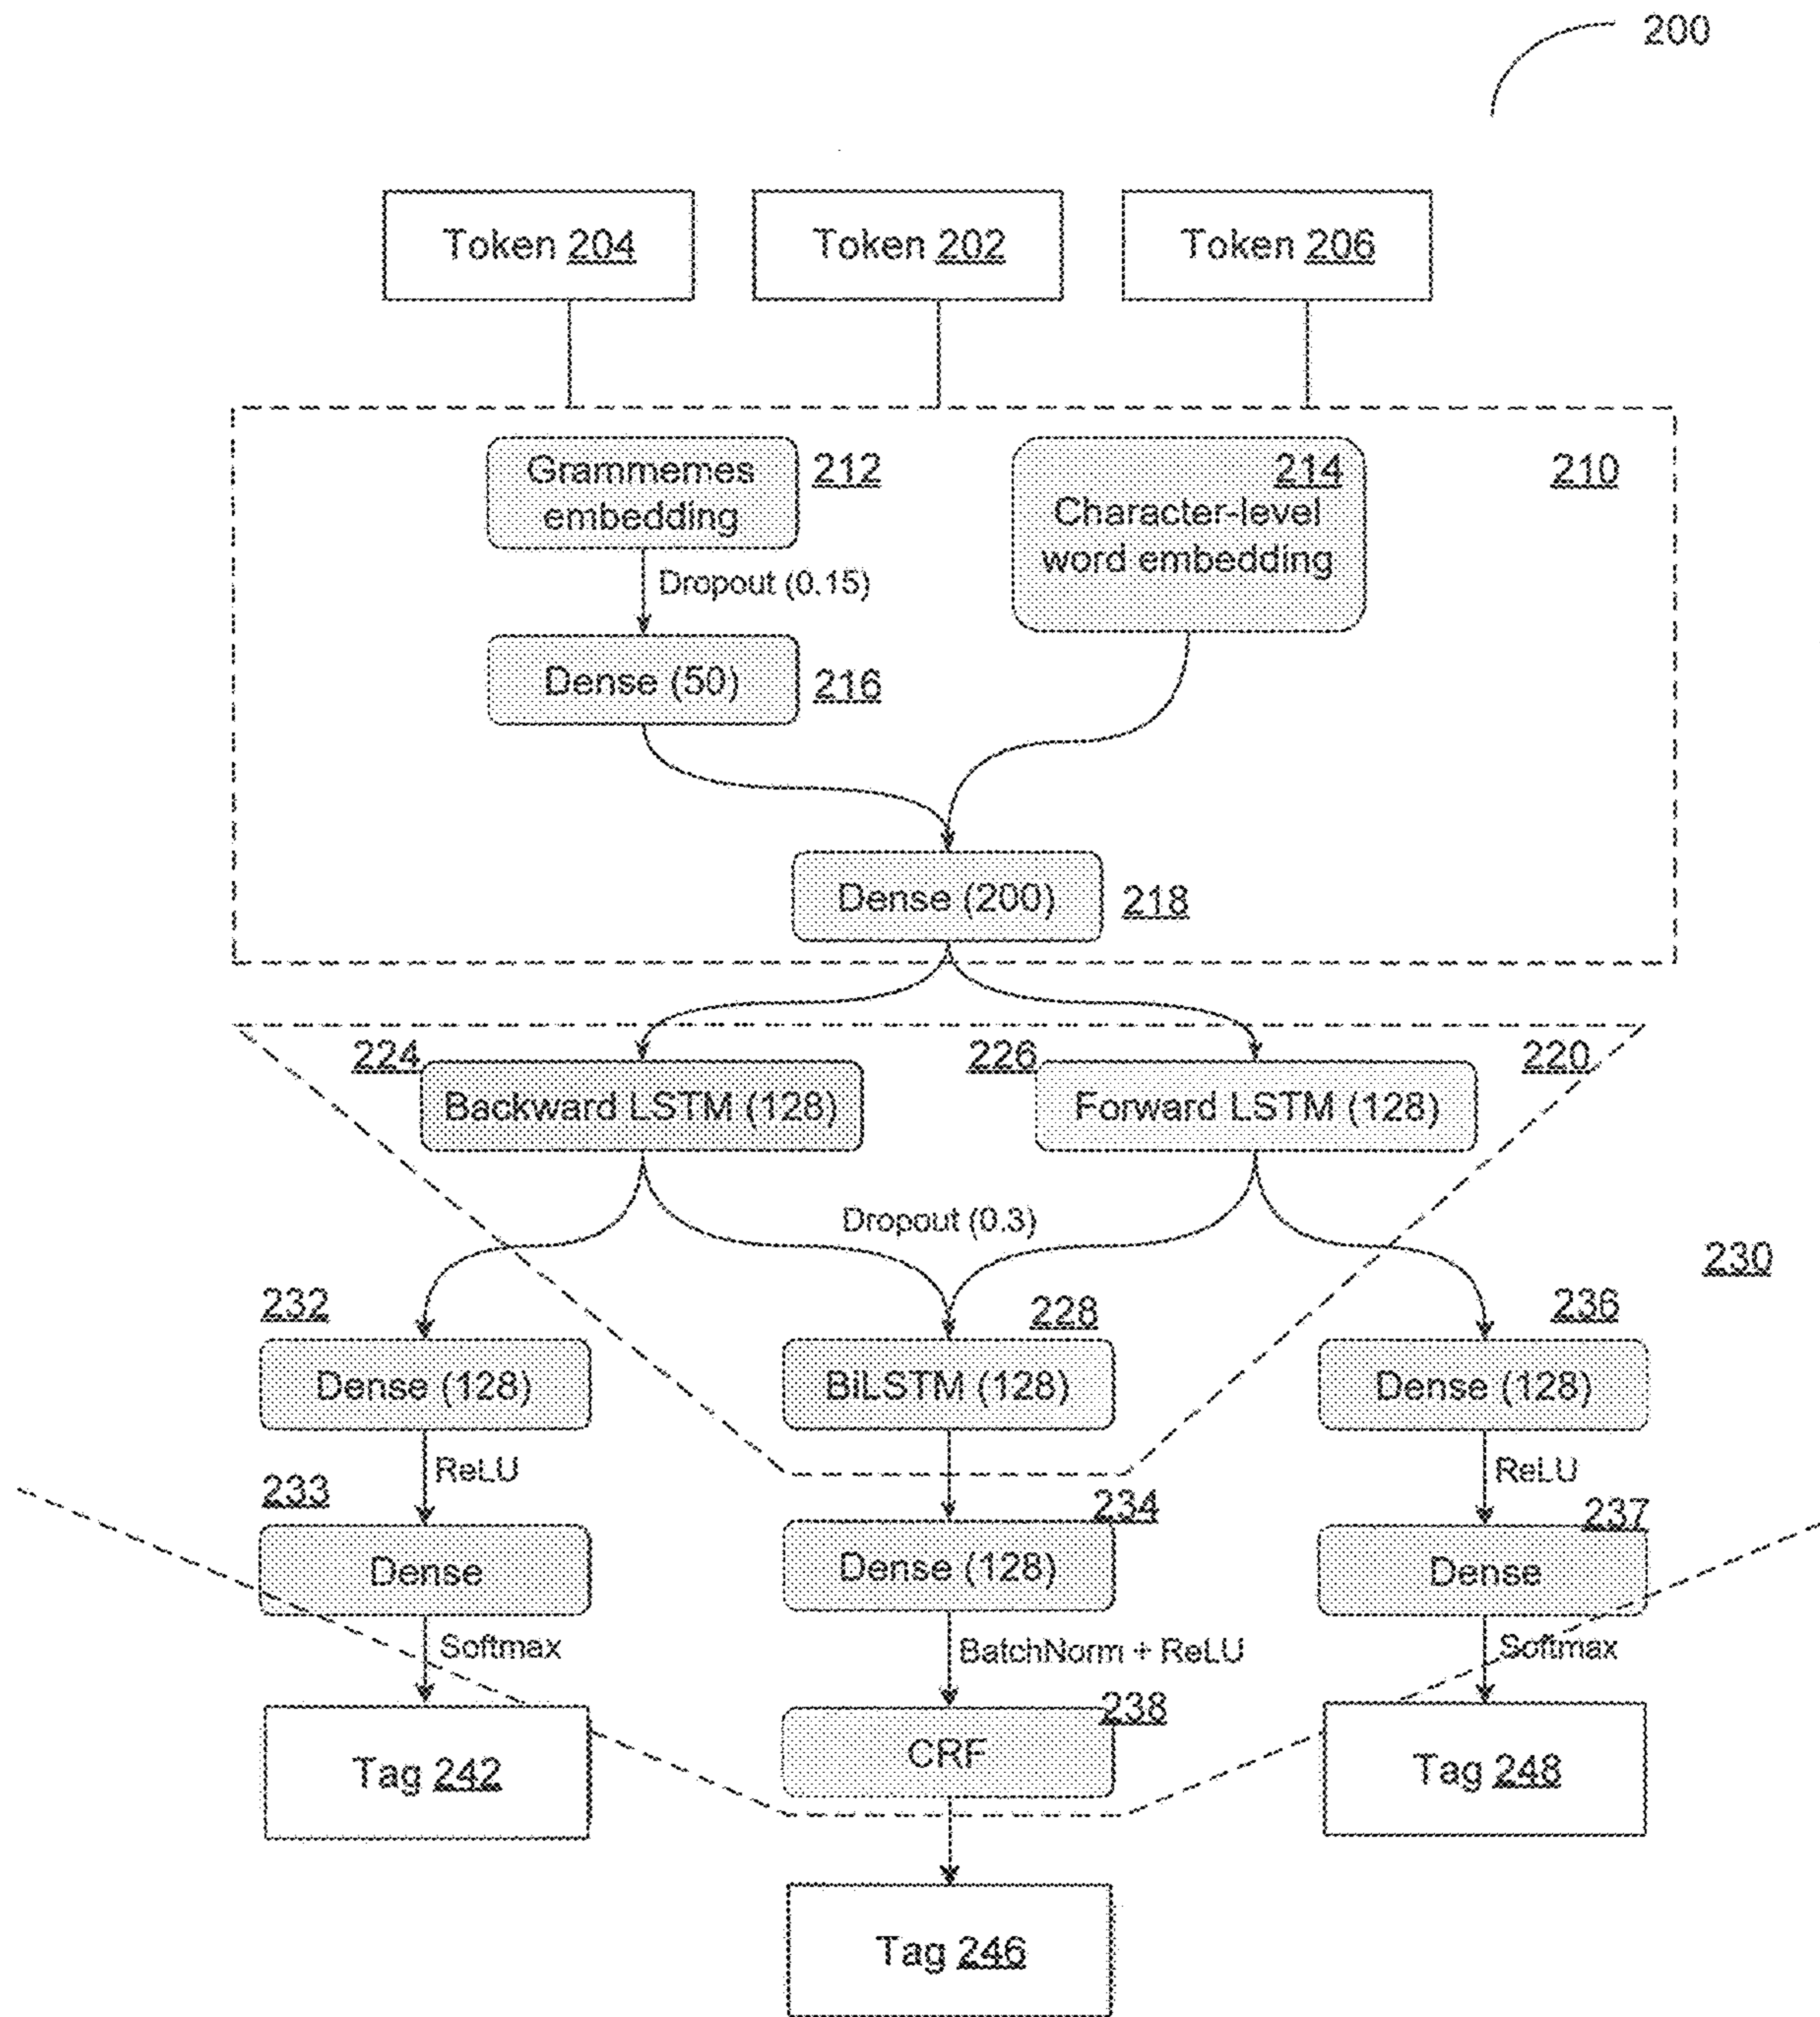 200
Token 204
Token 202
Token 206
Grammemes
embedding
212
214
Character-level
word embedding
210
Dropout (0.15)
Dense (50)
216
Dense (200)
218
224
226
220
Backward LSTM (128)
Forward LSTM (128)
Dropout (0.3)
230
232
228
236
Dense (128)
BiLSTM (128)
Dense (128)
ReLU
ReLU
233
234
237
Dense
Dense (128)
Dense
Softmax
BatchNorm + ReLU
Softmax
238
CRF
Tag 242
Tag 248
Tag 246